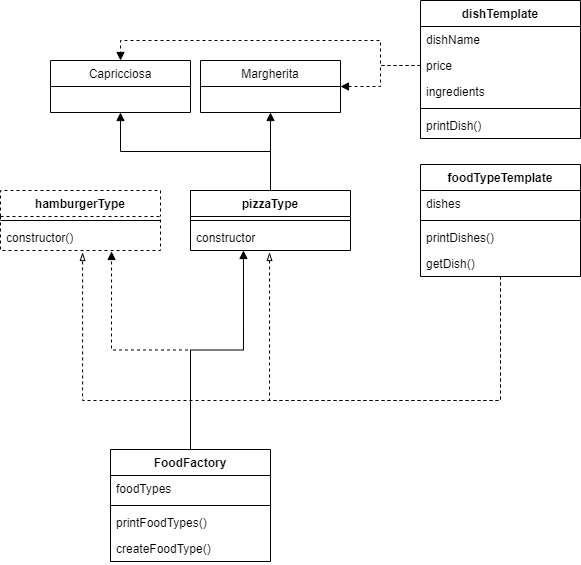 dishTemplate
dishName
price
ingredients
printDish()
Capricciosa
Margherita
foodTypeTemplate
dishes
printDishes()
getDish()
hamburgerType
constructor()
pizzaType
constructor
FoodFactory
foodTypes
printFoodTypes()
createFoodType()